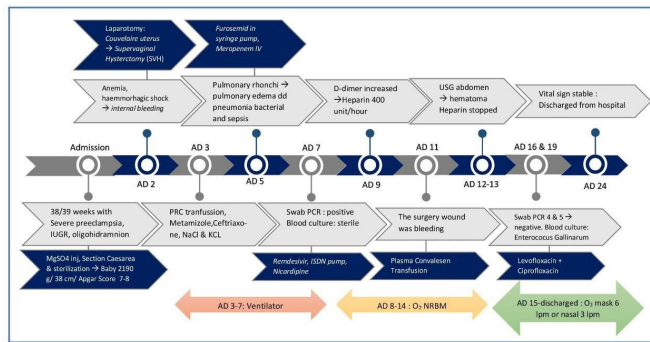 Laparotomy:
Couvelaire uterus
→ Supervaginal
Hysterctomy (SVH)
Furosemid in
syringe pump,
Meropenem IV
Anemia,
haemorrhagic shock
→ internal bleeding
Pulmonary rhonchi →
pulmonary edema dd
pneumonia bacterial
and sepsis
D-dimer increased
→Heparin 400
unit/hour
USG abdomen
→ hematoma
Heparin stopped
Vital sign stable :
Discharged from hospital
Admission
AD 3
AD 7
AD 11
AD 16 & 19
AD 2
AD 5
AD 9
AD 12-13
AD 24
38/39 weeks with
Severe preeclampsia,
IUGR, oligohidramnion
PRC tranfussion,
Metamizole,Ceftriaxo-
ne, NaCl & KCL
Swab PCR : positive
Blood culture: sterile
The surgery wound
was bleeding
Swab PCR 4 & 5 →
negative. Blood culture:
Enterococus Gallinarum
MgSO4 inj, Section Caesarea
& sterilization → Baby 2190
g/ 38 cm/ Apgar Score 7-8
Remdesivir, ISDN pump,
Nicardipine
Plasma Convalesen
Transfusion
Levofloxacin +
Ciprofloxacin
AD 3-7: Ventilator
AD 8-14 : O₂ NRBM
AD 15-discharged : O₂ mask 6
lpm or nasal 3 lpm